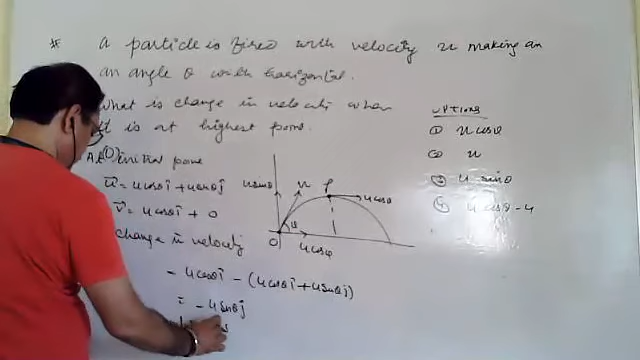 * A particle is fired with velocity u making an
an angle θ with horizontal.
What is change in velocity when
it is at highest point.
OPTIONS
① u cosθ
② u
③ u sinθ
④ u cosθ - u
At ① initial point
u⃗ = u cosθ î + u sinθ ĵ
v⃗ = u cosθ î + 0
change in velocity
= u cosθ î - (u cosθ î + u sinθ ĵ)
= - u sinθ ĵ
u sinθ
u
P
u cosθ
θ
O
u cosθ